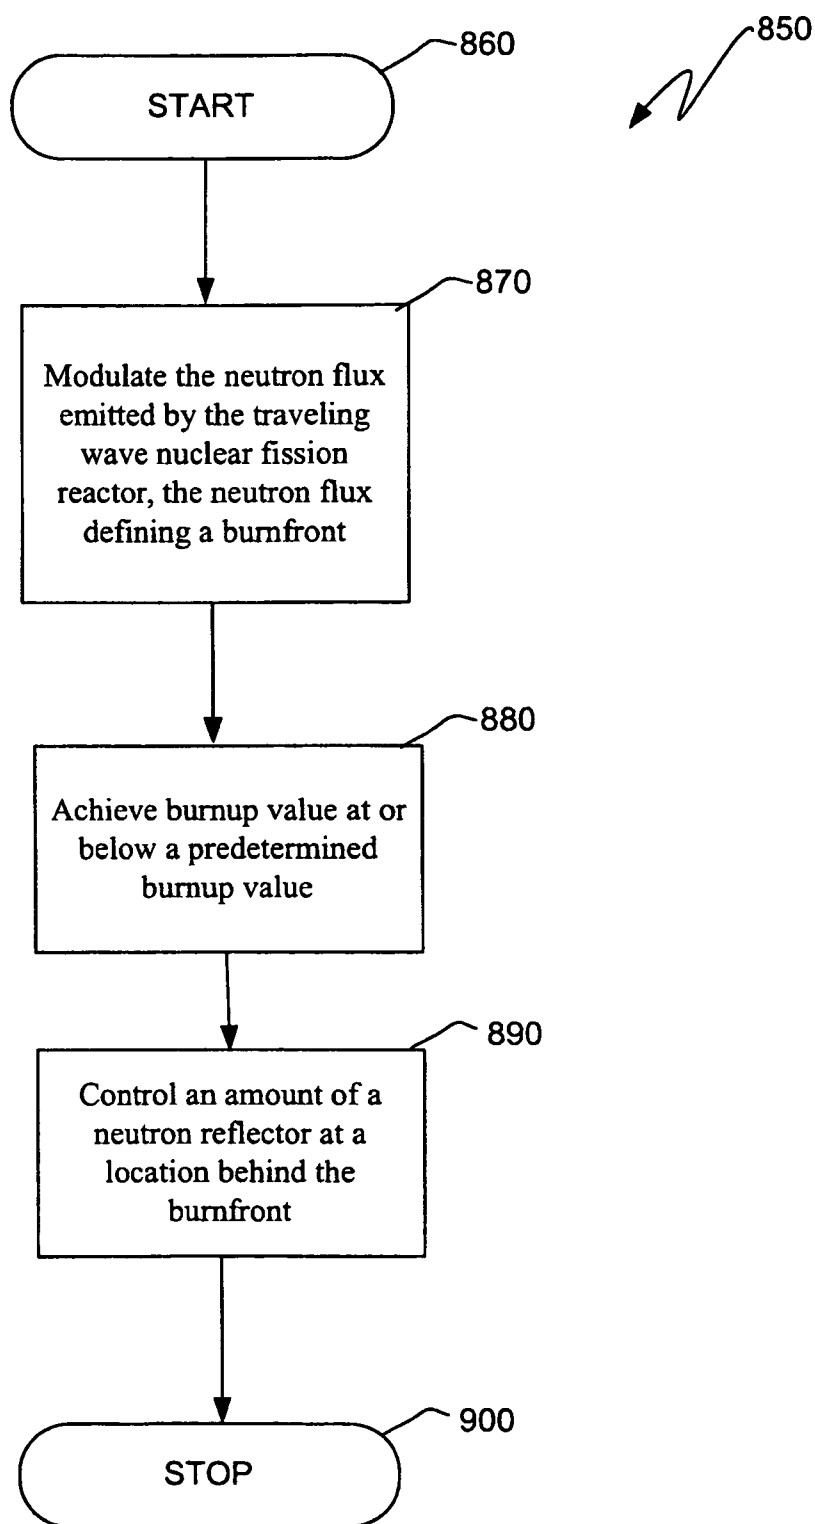 850
860
START
870
Modulate the neutron flux
emitted by the traveling
wave nuclear fission
reactor, the neutron flux
defining a burnfront
880
Achieve burnup value at or
below a predetermined
burnup value
890
Control an amount of a
neutron reflector at a
location behind the
burnfront
900
STOP